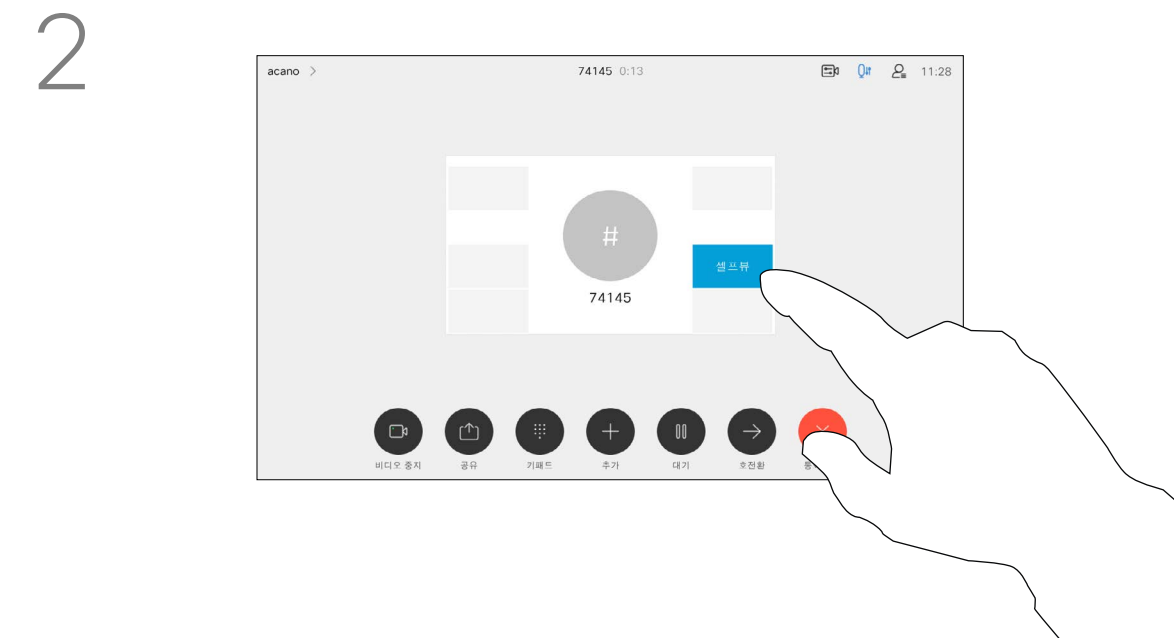 2
acano >
74145 0:13
11:28
#
셀프뷰
74145
비디오 중지
공유
기패드
추가
대기
호전환